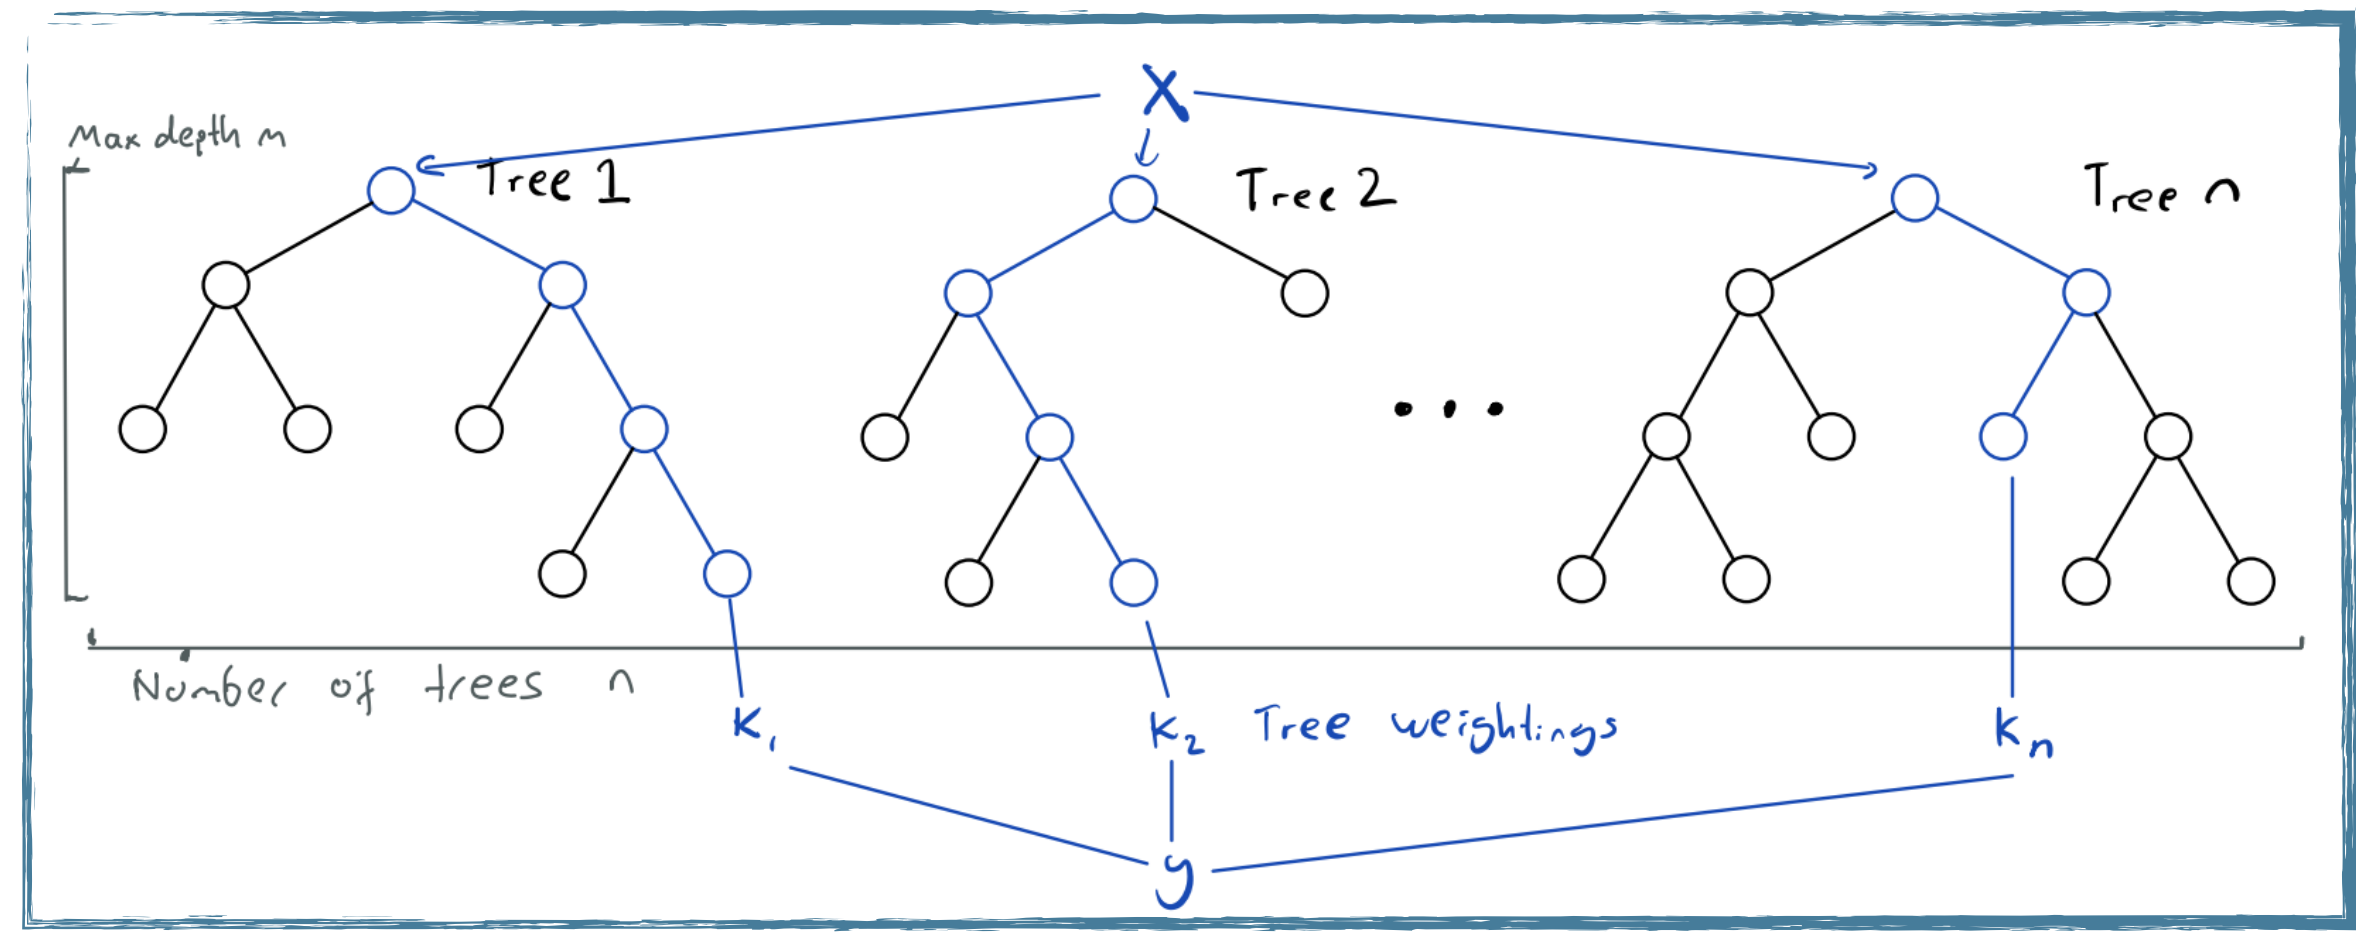 X
Max depth m
Tree 1
Tree 2
Tree n
...
Number of trees n
K1
K2
Tree weightings
Kn
y